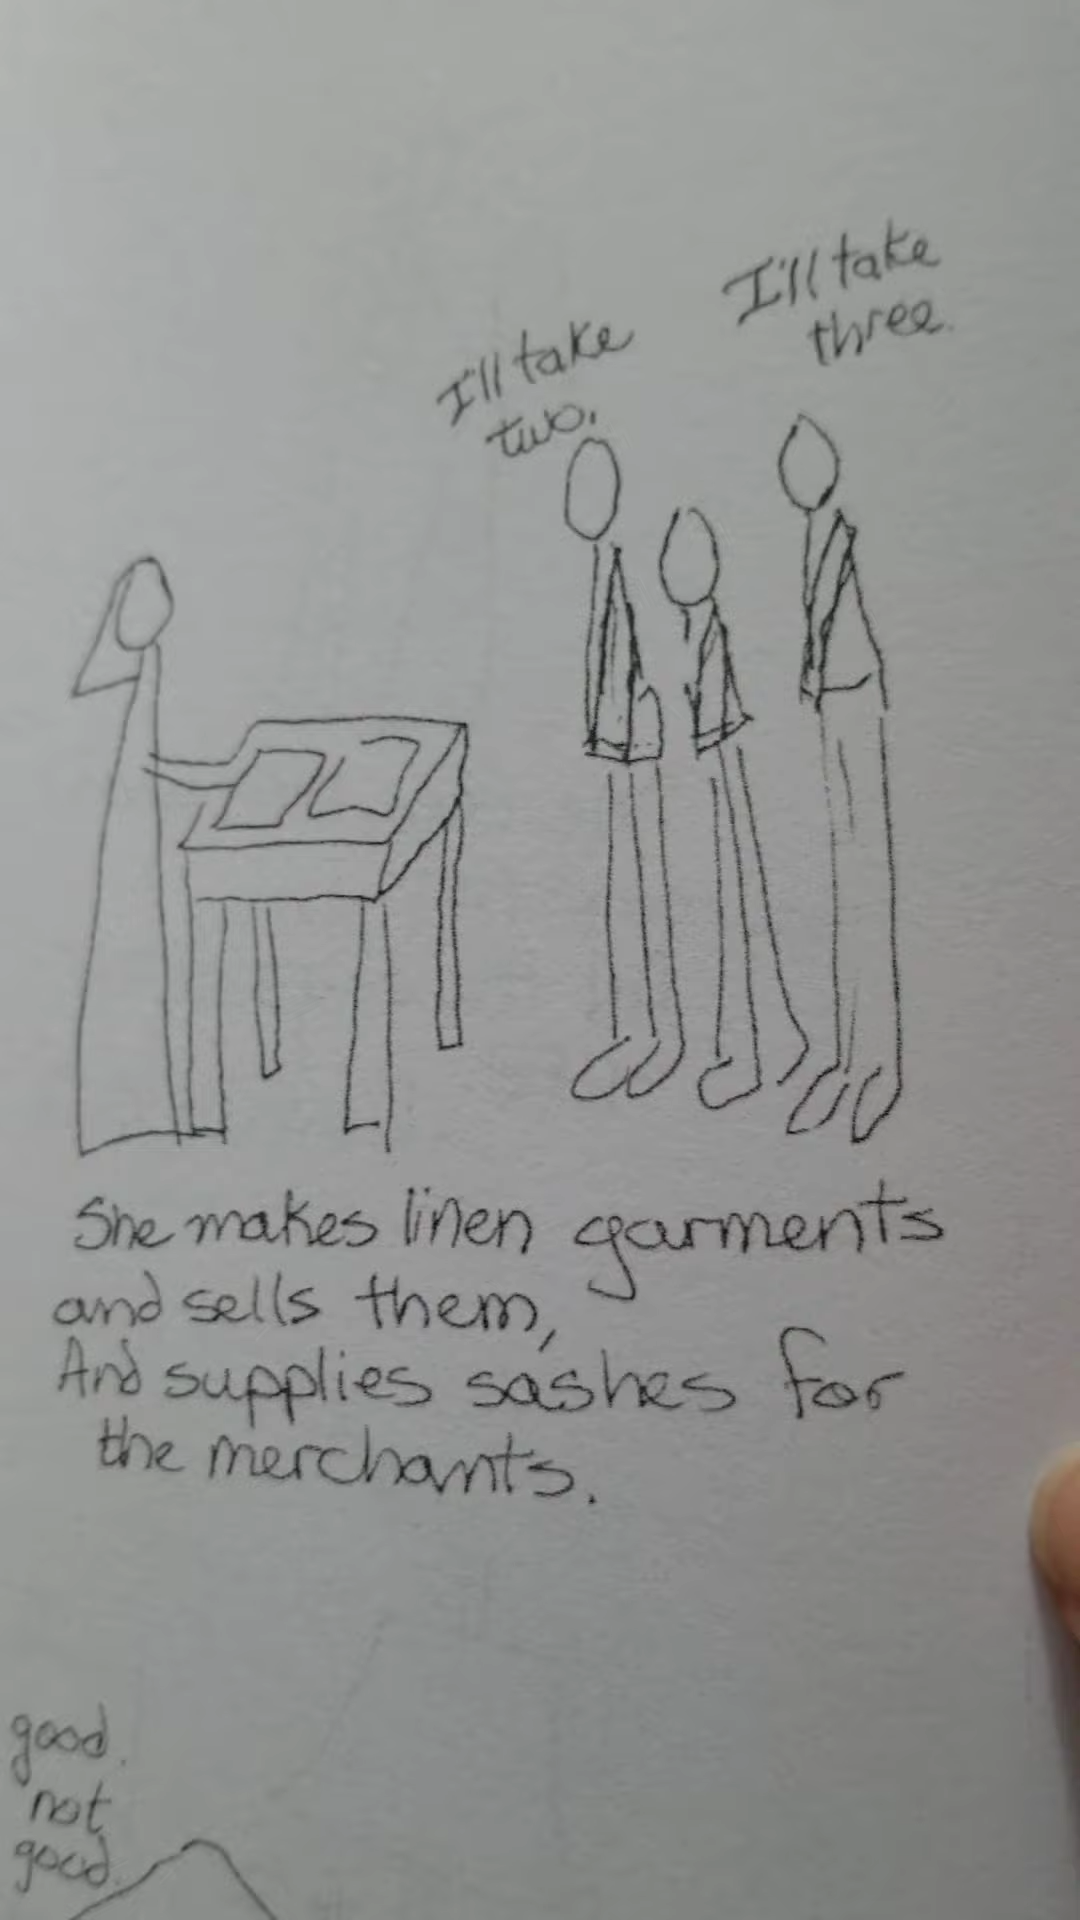 I'll take
three.
I'll take
two.
She makes linen garments
and sells them,
And supplies sashes for
the merchants.
good.
not
good.